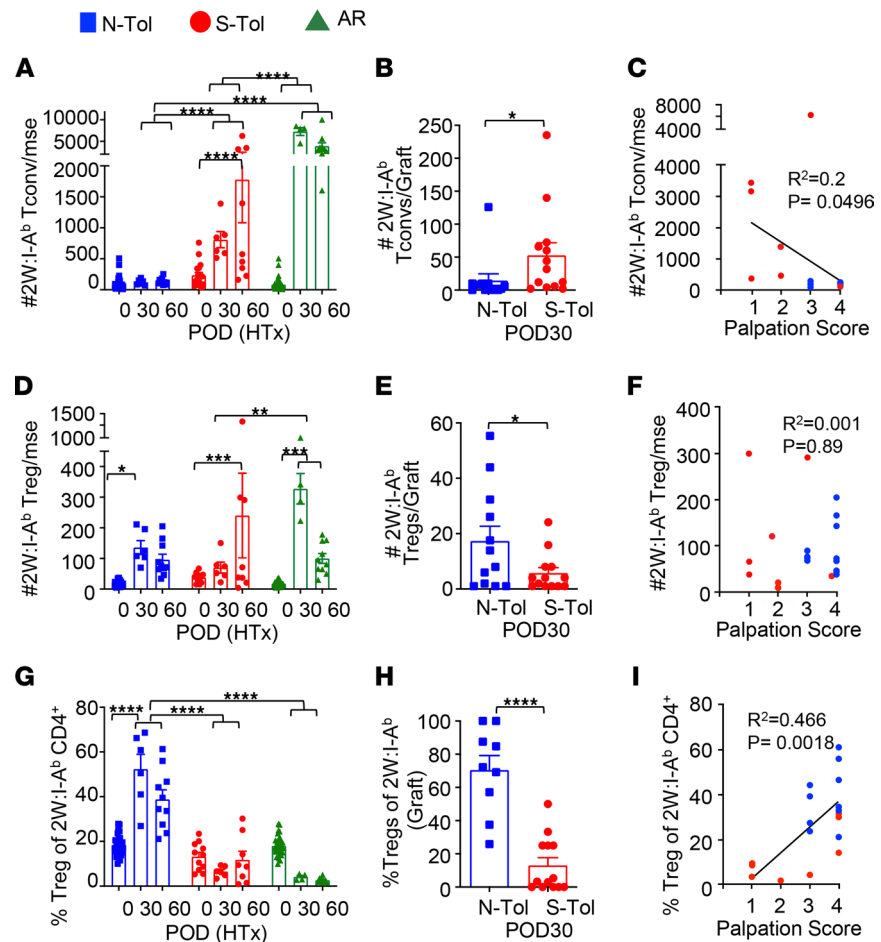 N-Tol S-Tol AR
A
#2W:I-Aᵇ Tconv/mse
10000
5000
2000
1500
1000
500
0
****
****
****
****
0 30 60 0 30 60 0 30 60
POD (HTx)
B
# 2W:I-Aᵇ
Tconvs/Graft
250
200
150
100
50
0
*
N-Tol S-Tol
POD30
C
#2W:I-Aᵇ Tconv/mse
8000
6000
4000
4000
3000
2000
1000
0
R²=0.2
P= 0.0496
1 2 3 4
Palpation Score
D
#2W:I-Aᵇ Treg/mse
1500
1000
400
300
200
100
0
*
***
**
***
0 30 60 0 30 60 0 30 60
POD (HTx)
E
# 2W:I-Aᵇ
Tregs/Graft
60
40
20
0
*
N-Tol S-Tol
POD30
F
#2W:I-Aᵇ Treg/mse
400
300
200
100
0
R²=0.001
P=0.89
1 2 3 4
Palpation Score
G
% Treg of 2W:I-Aᵇ CD4⁺
80
60
40
20
0
****
****
****
0 30 60 0 30 60 0 30 60
POD (HTx)
H
%Tregs of 2W:I-Aᵇ
(Graft)
100
80
60
40
20
0
****
N-Tol S-Tol
POD30
I
% Treg of 2W:I-Aᵇ CD4⁺
80
60
40
20
0
R²=0.466
P= 0.0018
1 2 3 4
Palpation Score